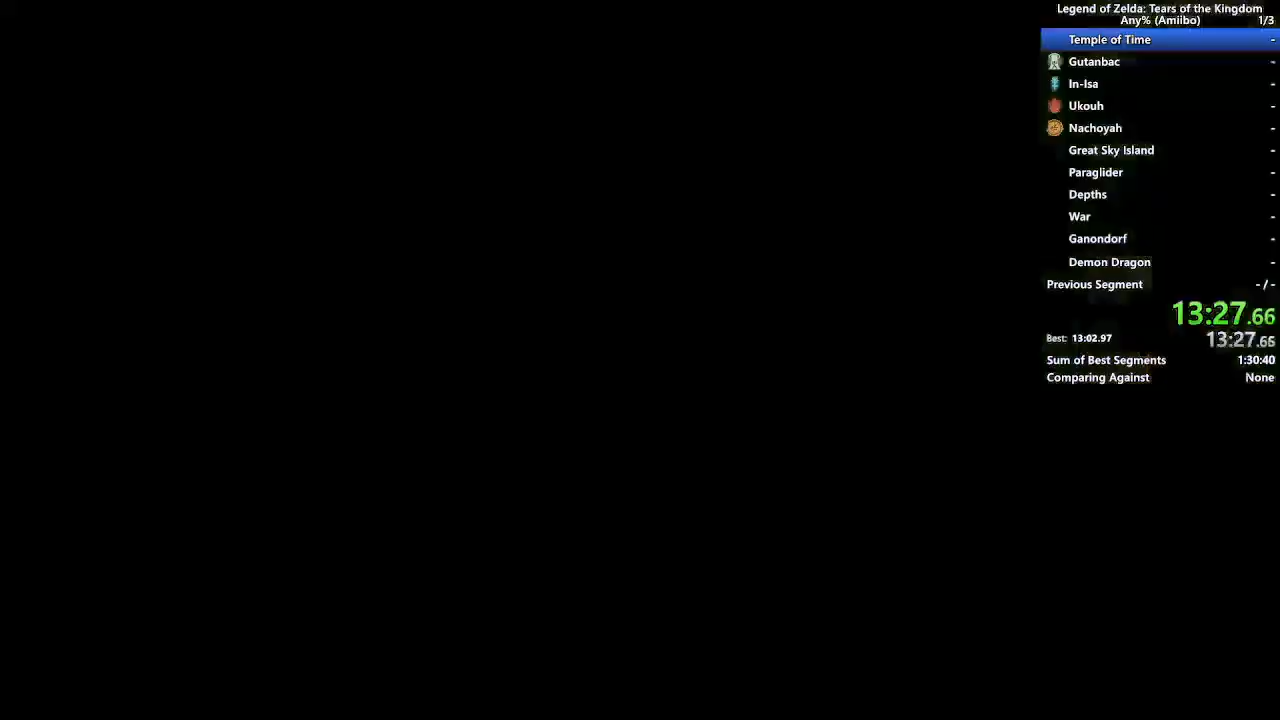 Legend of Zelda: Tears of the Kingdom
Any% (Amiibo) 1/3
Temple of Time -
Gutanbac -
In-Isa -
Ukouh -
Nachoyah -
Great Sky Island -
Paraglider -
Depths -
War -
Ganondorf -
Demon Dragon -
Previous Segment - / -
13:27.66
Best: 13:02.97 13:27.65
Sum of Best Segments 1:30:40
Comparing Against None